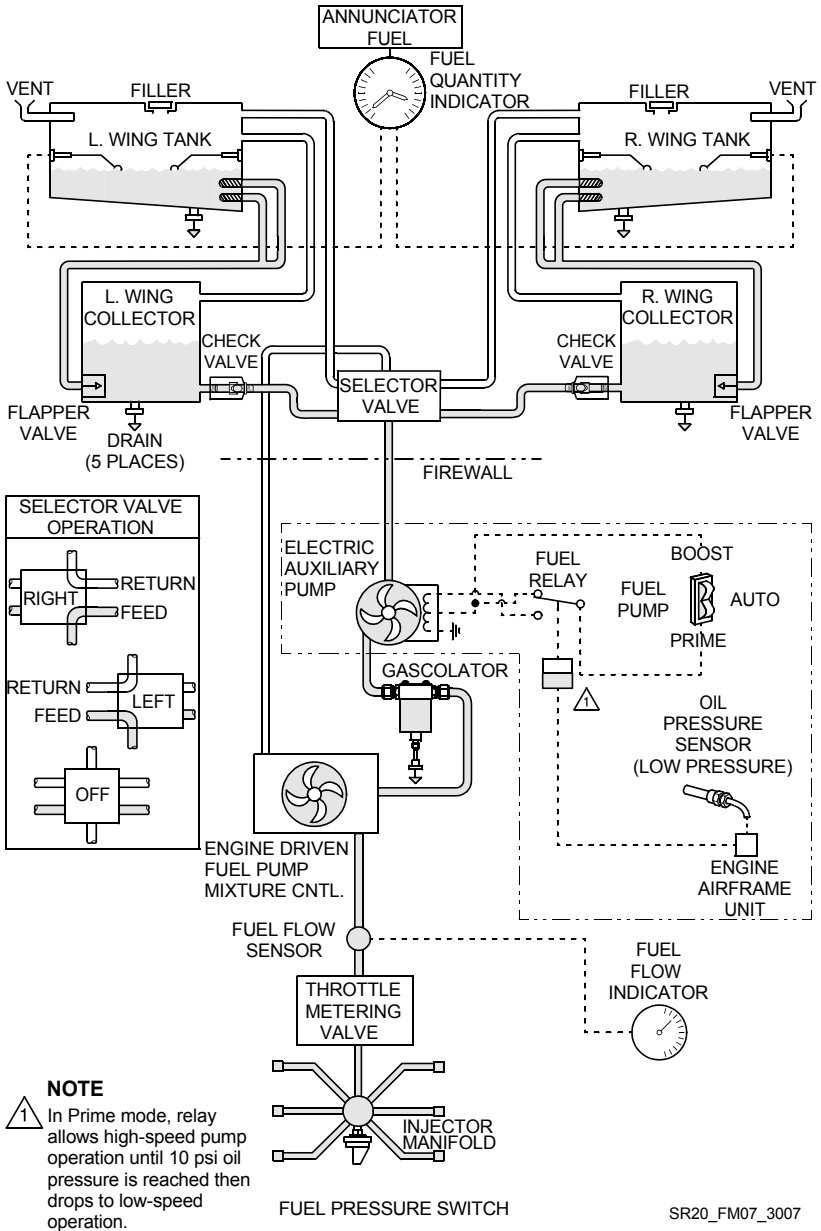 ANNUNCIATOR
FUEL
FUEL
QUANTITY
INDICATOR
VENT
FILLER
L. WING TANK
FILLER
VENT
R. WING TANK
L. WING
COLLECTOR
R. WING
COLLECTOR
CHECK
VALVE
CHECK
VALVE
SELECTOR
VALVE
FLAPPER
VALVE
DRAIN
(5 PLACES)
FLAPPER
VALVE
FIREWALL
SELECTOR VALVE
OPERATION
RIGHT
RETURN
FEED
RETURN
FEED
LEFT
OFF
ELECTRIC
AUXILIARY
PUMP
FUEL
RELAY
BOOST
FUEL
PUMP
AUTO
PRIME
GASCOLATOR
1
OIL
PRESSURE
SENSOR
(LOW PRESSURE)
ENGINE
AIRFRAME
UNIT
ENGINE DRIVEN
FUEL PUMP
MIXTURE CNTL.
FUEL FLOW
SENSOR
FUEL
FLOW
INDICATOR
THROTTLE
METERING
VALVE
INJECTOR
MANIFOLD
FUEL PRESSURE SWITCH
NOTE
1 In Prime mode, relay
allows high-speed pump
operation until 10 psi oil
pressure is reached then
drops to low-speed
operation.
SR20_FM07_3007